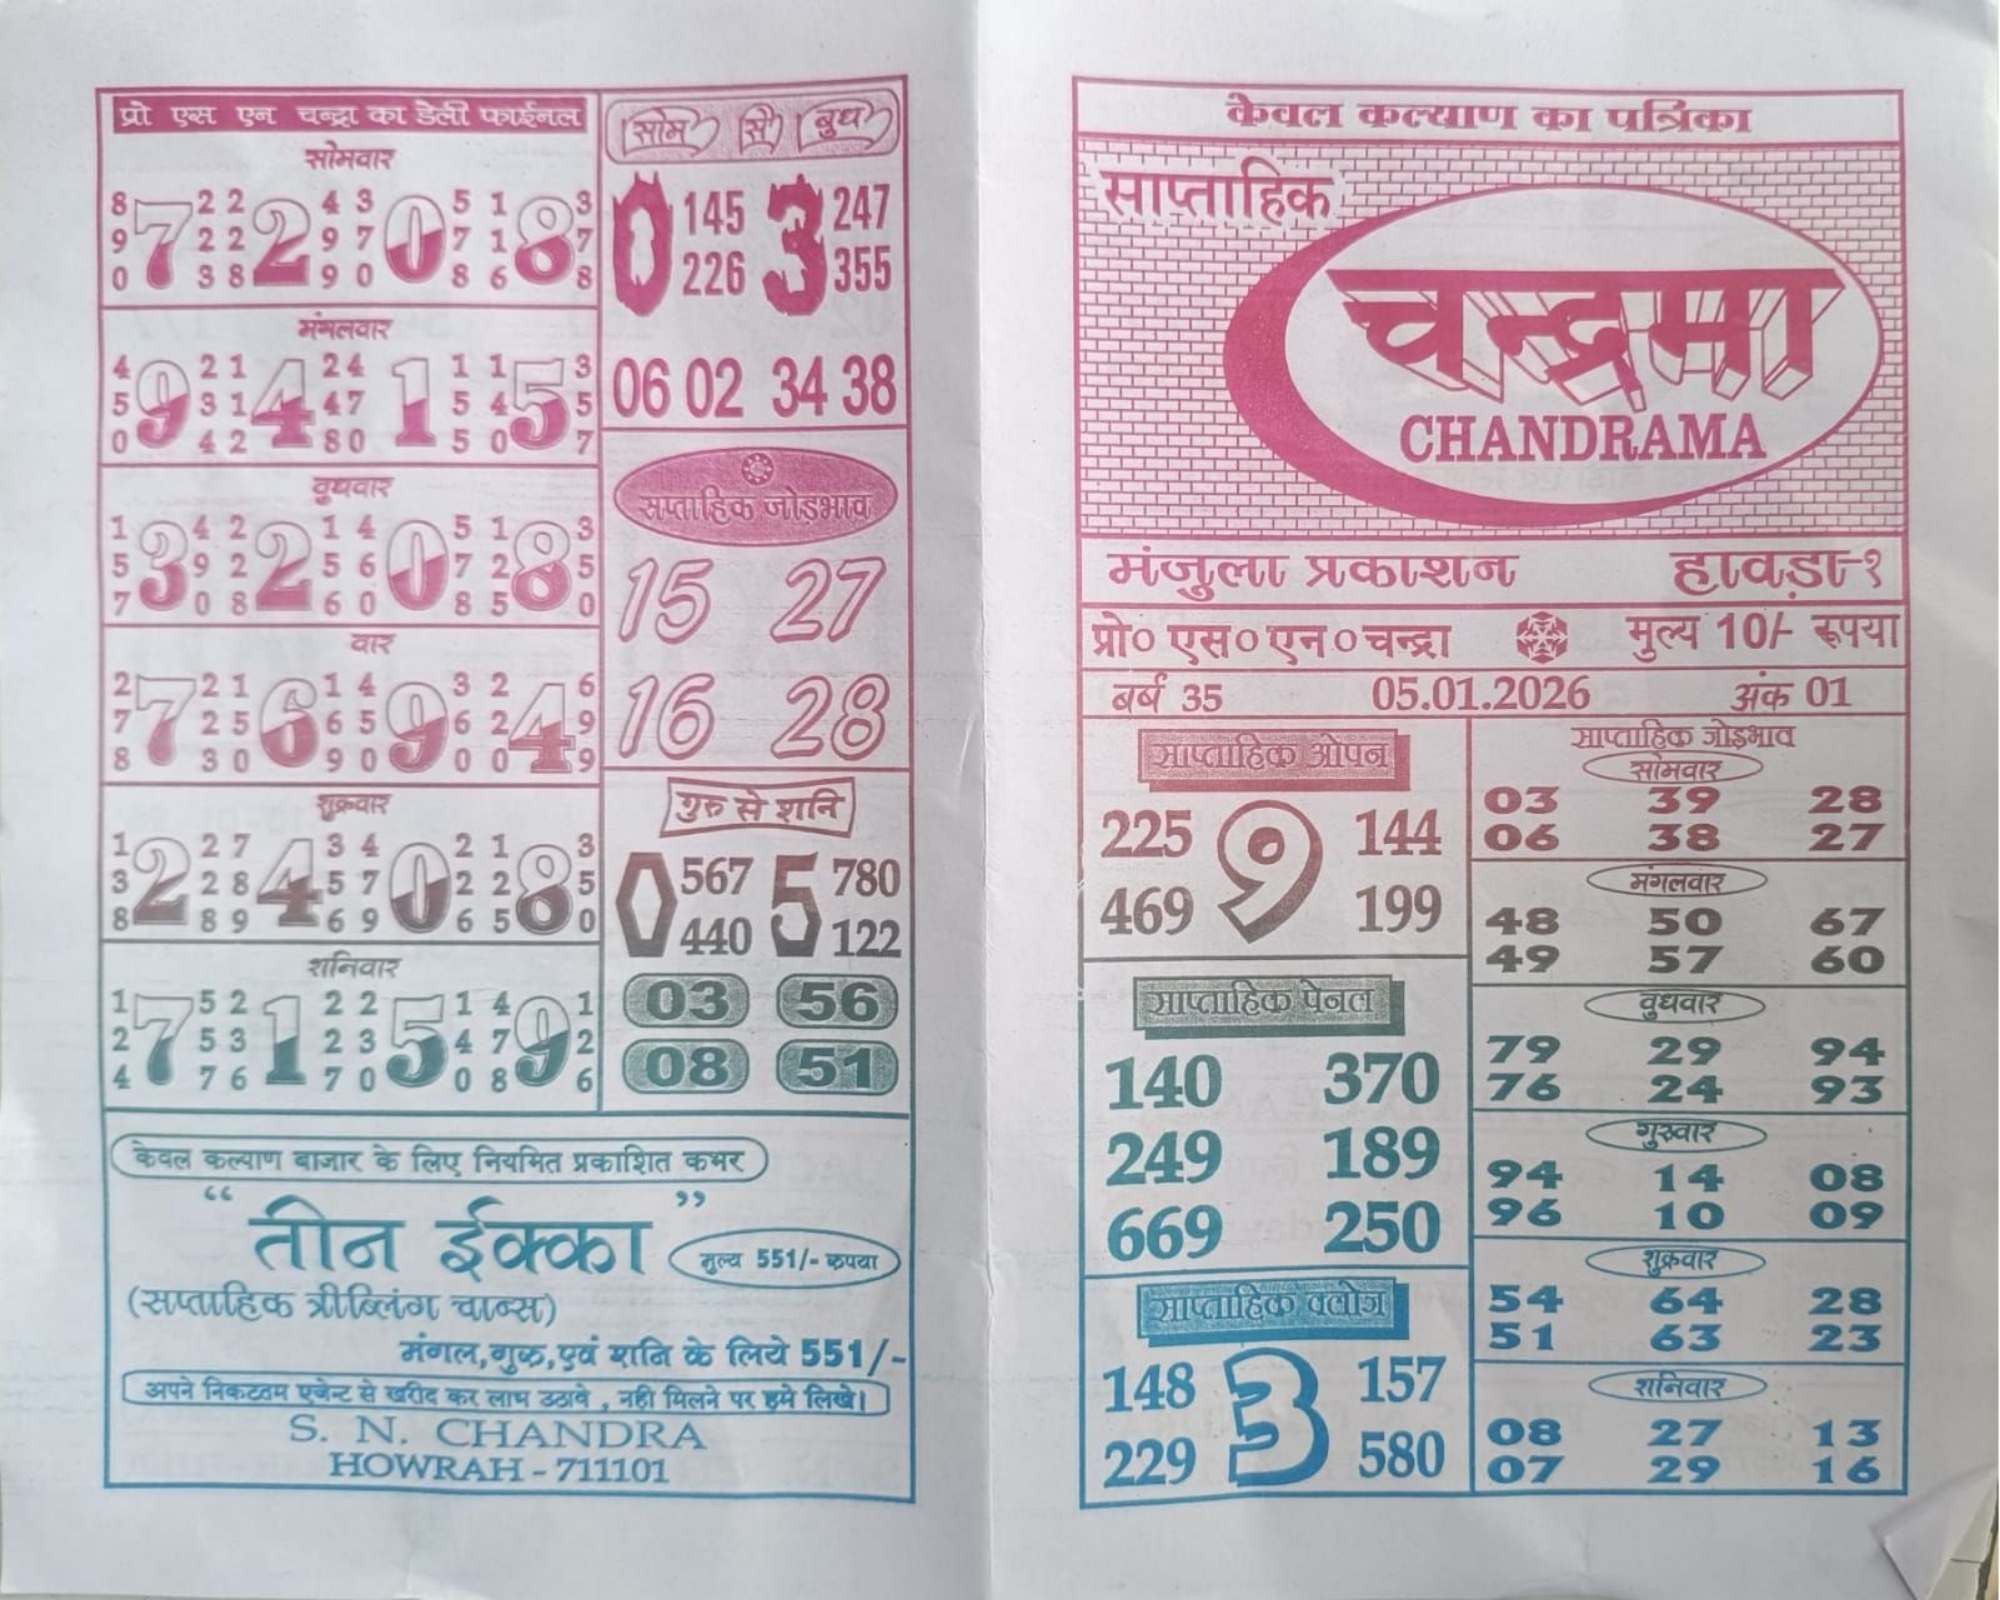 प्रो एस एन चन्द्रा का डेली फाईनल
सोमवार
8 7 2 2 2 4 3 0 5 1 8 3
9 2 2 9 7 7 1 7
0 3 8 9 0 8 6 8
मंगलवार
4 9 2 1 4 2 4 1 1 1 5 3
5 3 1 4 7 5 4 5
0 4 2 8 0 5 0 7
वुधवार
1 3 4 2 2 1 4 0 5 1 8 3
5 9 2 5 6 7 2 5
7 0 8 6 0 8 5 0
वार
2 7 2 1 6 1 4 9 3 2 4 6
7 2 5 6 5 6 2 9
8 3 0 9 0 0 0 9
शुक्रवार
1 2 2 7 4 3 4 0 2 1 8 3
3 2 8 5 7 2 2 5
8 8 9 6 9 6 5 0
शनिवार
1 7 5 2 1 2 2 5 1 4 9 1
2 5 3 2 3 4 7 2
4 7 6 7 0 0 8 6
सोम से बुध
0 145 3 247
226 355
06 02 34 38
सप्ताहिक जोड़भाव
15 27
16 28
गुरु से शनि
0 567 5 780
440 122
03 56
08 51
केवल कल्याण बाजार के लिए नियमित प्रकाशित कभर
“तीन ईक्का”
मुल्य 551/- रुपया
(सप्ताहिक त्रीब्लिंग चान्स)
मंगल,गुरु,एवं शनि के लिये 551/-
अपने निकटतम एजेन्ट से खरीद कर लाभ उठावे , नही मिलने पर हमे लिखे।
S. N. CHANDRA
HOWRAH - 711101
केवल कल्याण का पत्रिका
साप्ताहिक
चन्द्रमा
CHANDRAMA
मंजुला प्रकाशन हावड़ा-१
प्रो० एस० एन० चन्द्रा मुल्य 10/- रूपया
बर्ष 35 05.01.2026 अंक 01
साप्ताहिक ओपन
225 9 144
469 199
साप्ताहिक पेनल
140 370
249 189
669 250
साप्ताहिक क्लोज
148 3 157
229 580
साप्ताहिक जोड़भाव
सोमवार
03 39 28
06 38 27
मंगलवार
48 50 67
49 57 60
वुधवार
79 29 94
76 24 93
गुरुवार
94 14 08
96 10 09
शुक्रवार
54 64 28
51 63 23
शनिवार
08 27 13
07 29 16